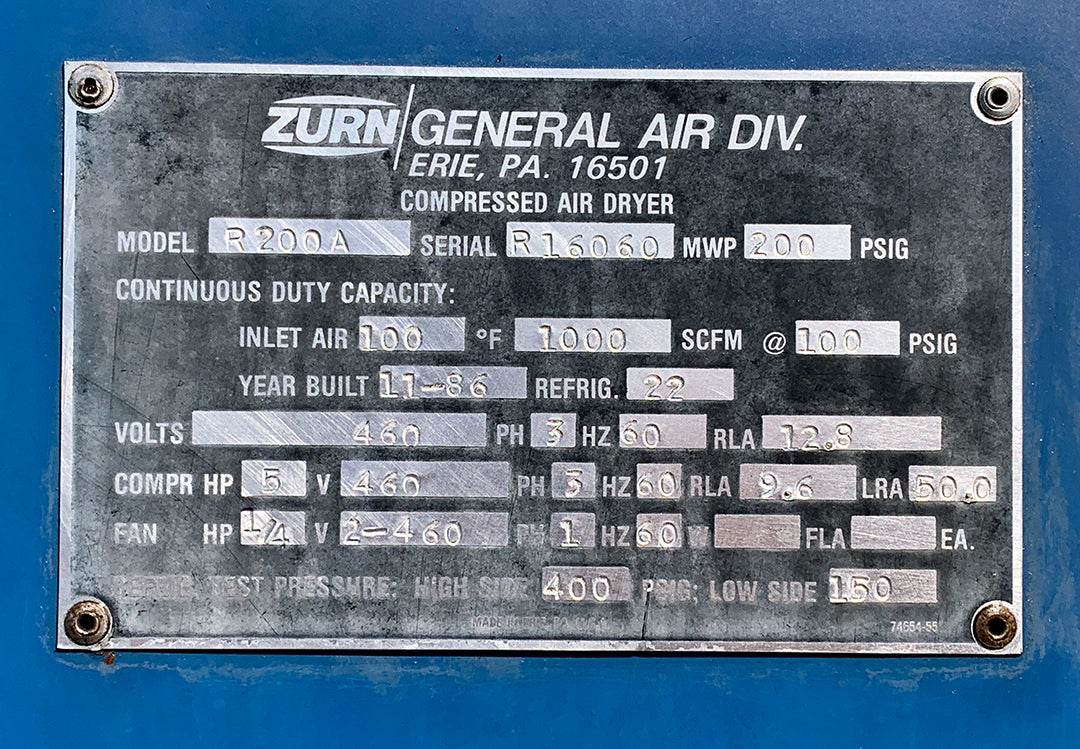 ZURN GENERAL AIR DIV.
ERIE, PA. 16501
COMPRESSED AIR DRYER
MODEL R200A SERIAL R16060 MWP 200 PSIG
CONTINUOUS DUTY CAPACITY:
INLET AIR 100 °F 1000 SCFM @ 100 PSIG
YEAR BUILT 11-86 REFRIG. 22
VOLTS 460 PH 3 HZ 60 RLA 12.8
COMPR HP 5 V 460 PH 3 HZ 60 RLA 9.6 LRA 50.0
FAN HP 1/4 V 2-460 PH 1 HZ 60 W FLA EA.
REFRIG. TEST PRESSURE: HIGH SIDE 400 PSIG; LOW SIDE 150
MADE IN
74654-55